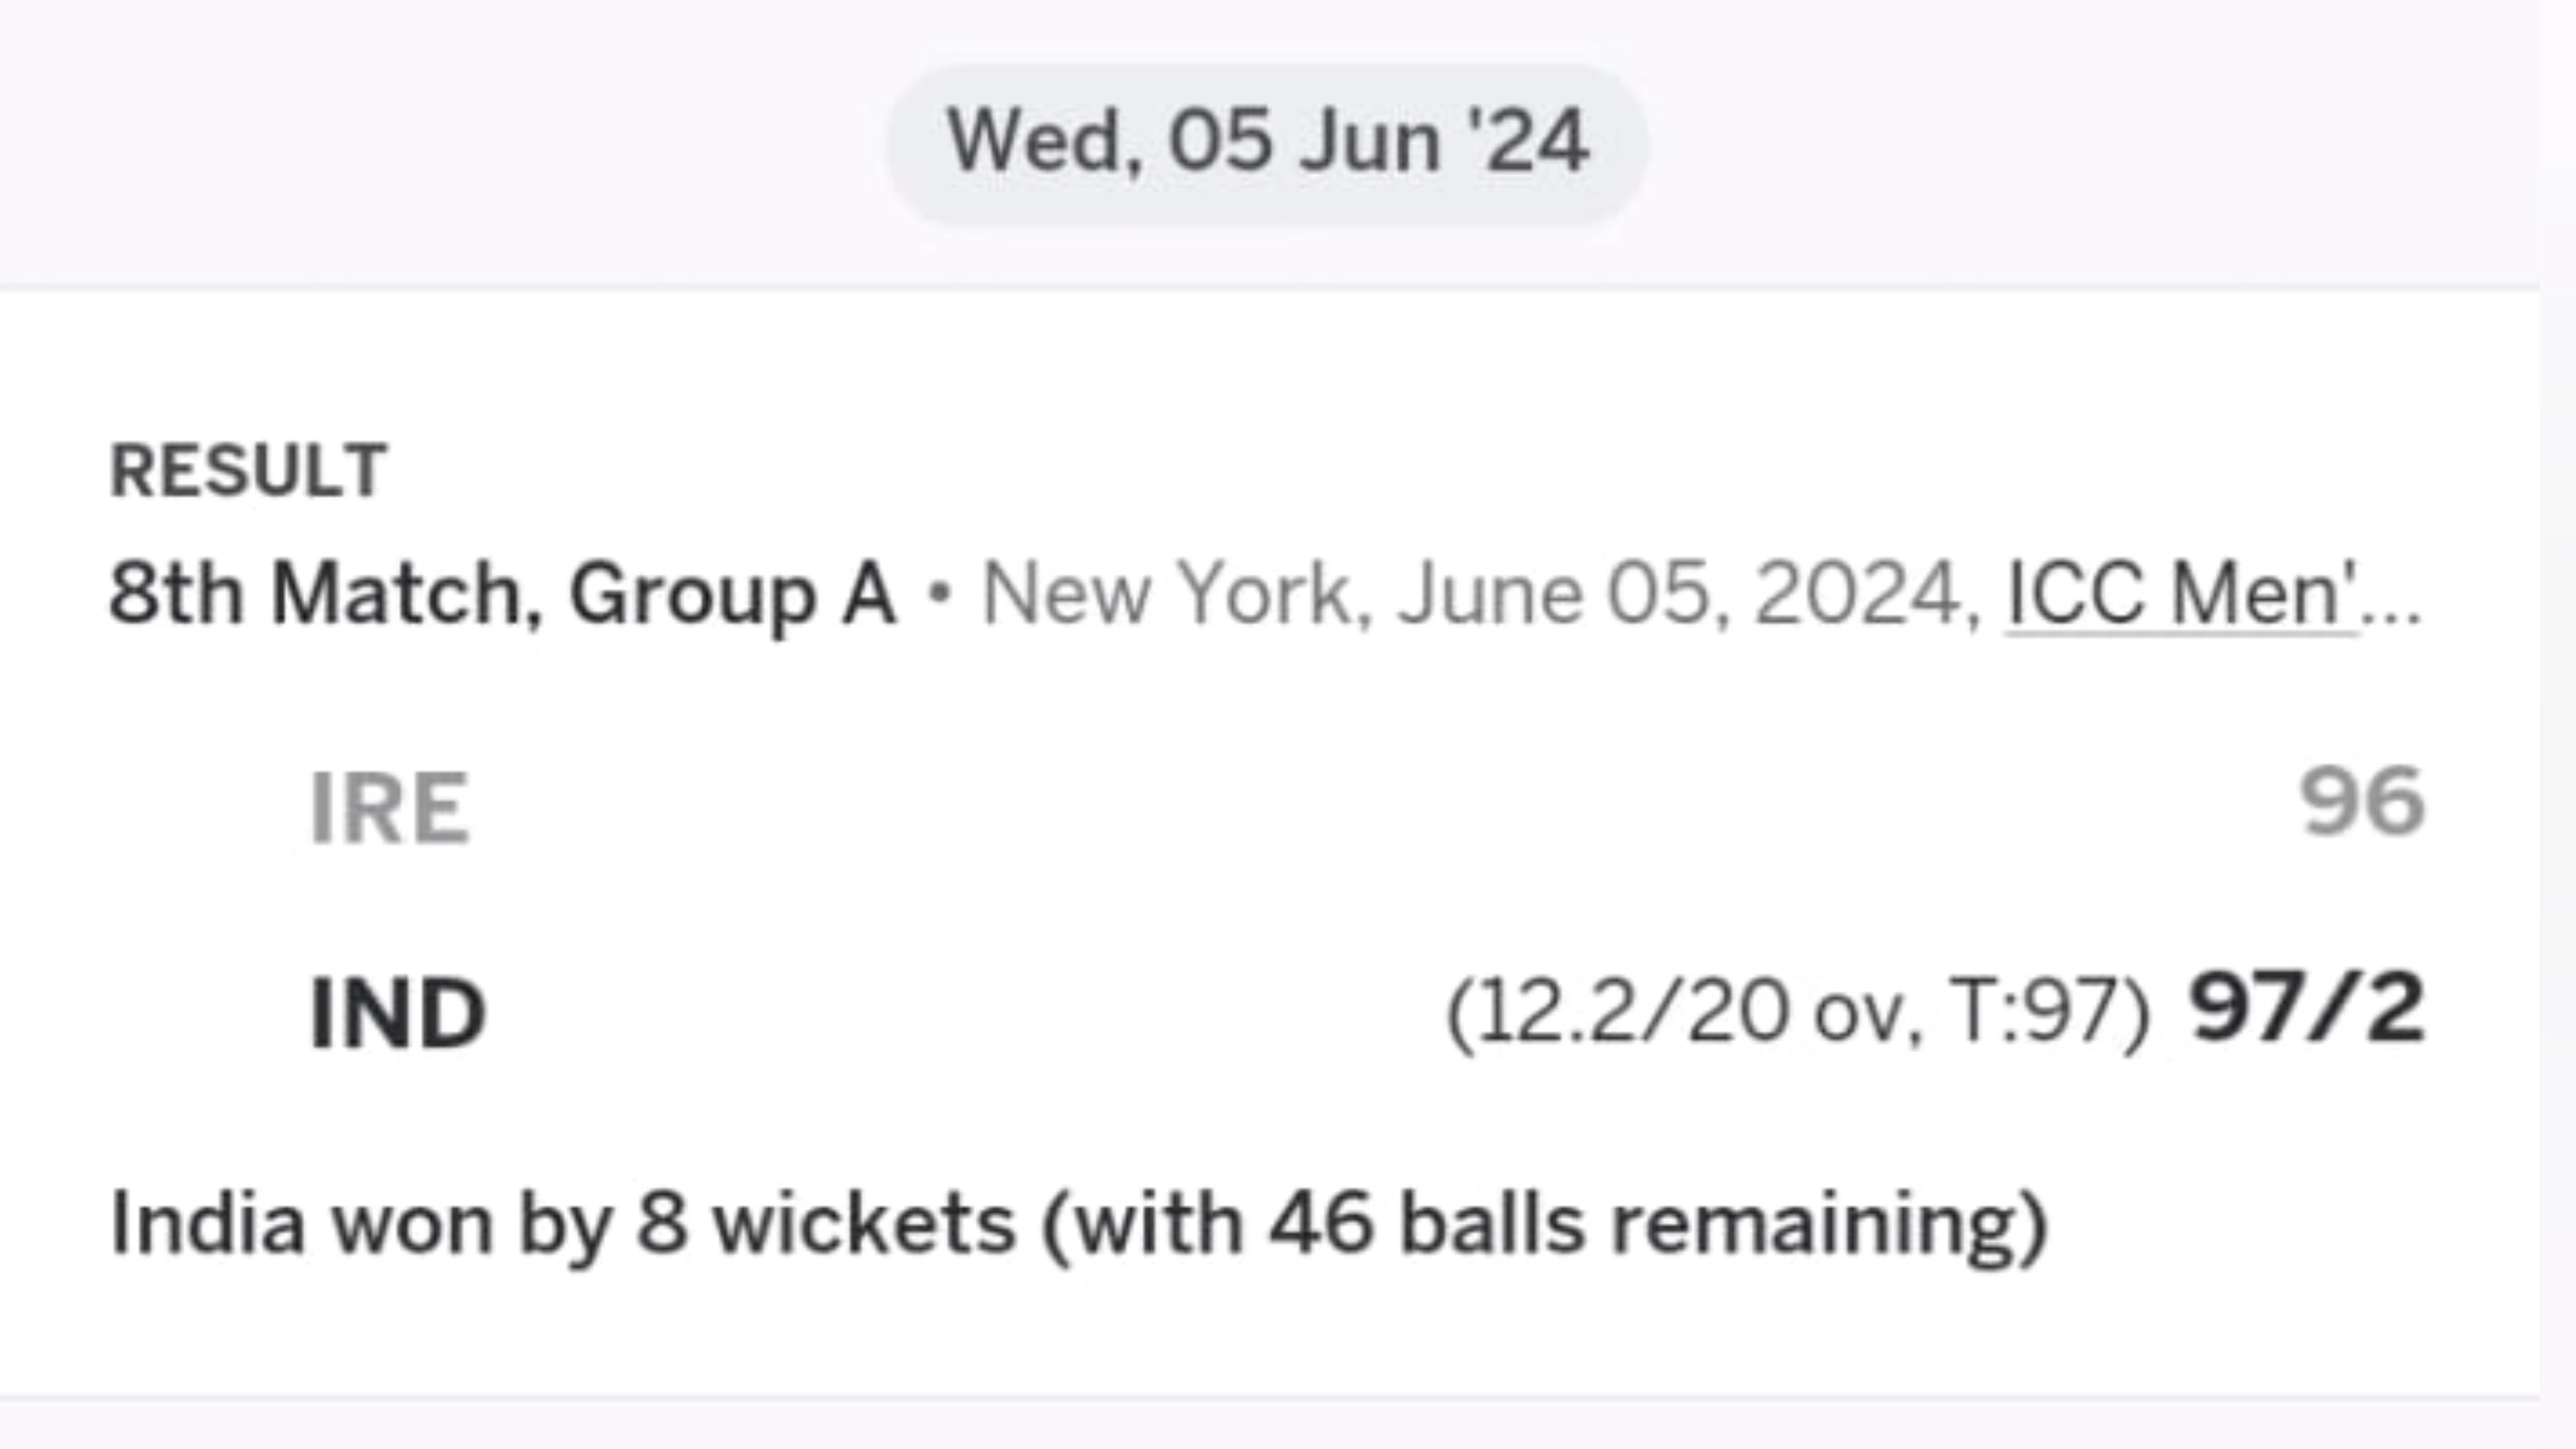 Wed, 05 Jun '24
RESULT
8th Match, Group A • New York, June 05, 2024, ICC Men'...
IRE 96
IND (12.2/20 ov, T:97) 97/2
India won by 8 wickets (with 46 balls remaining)